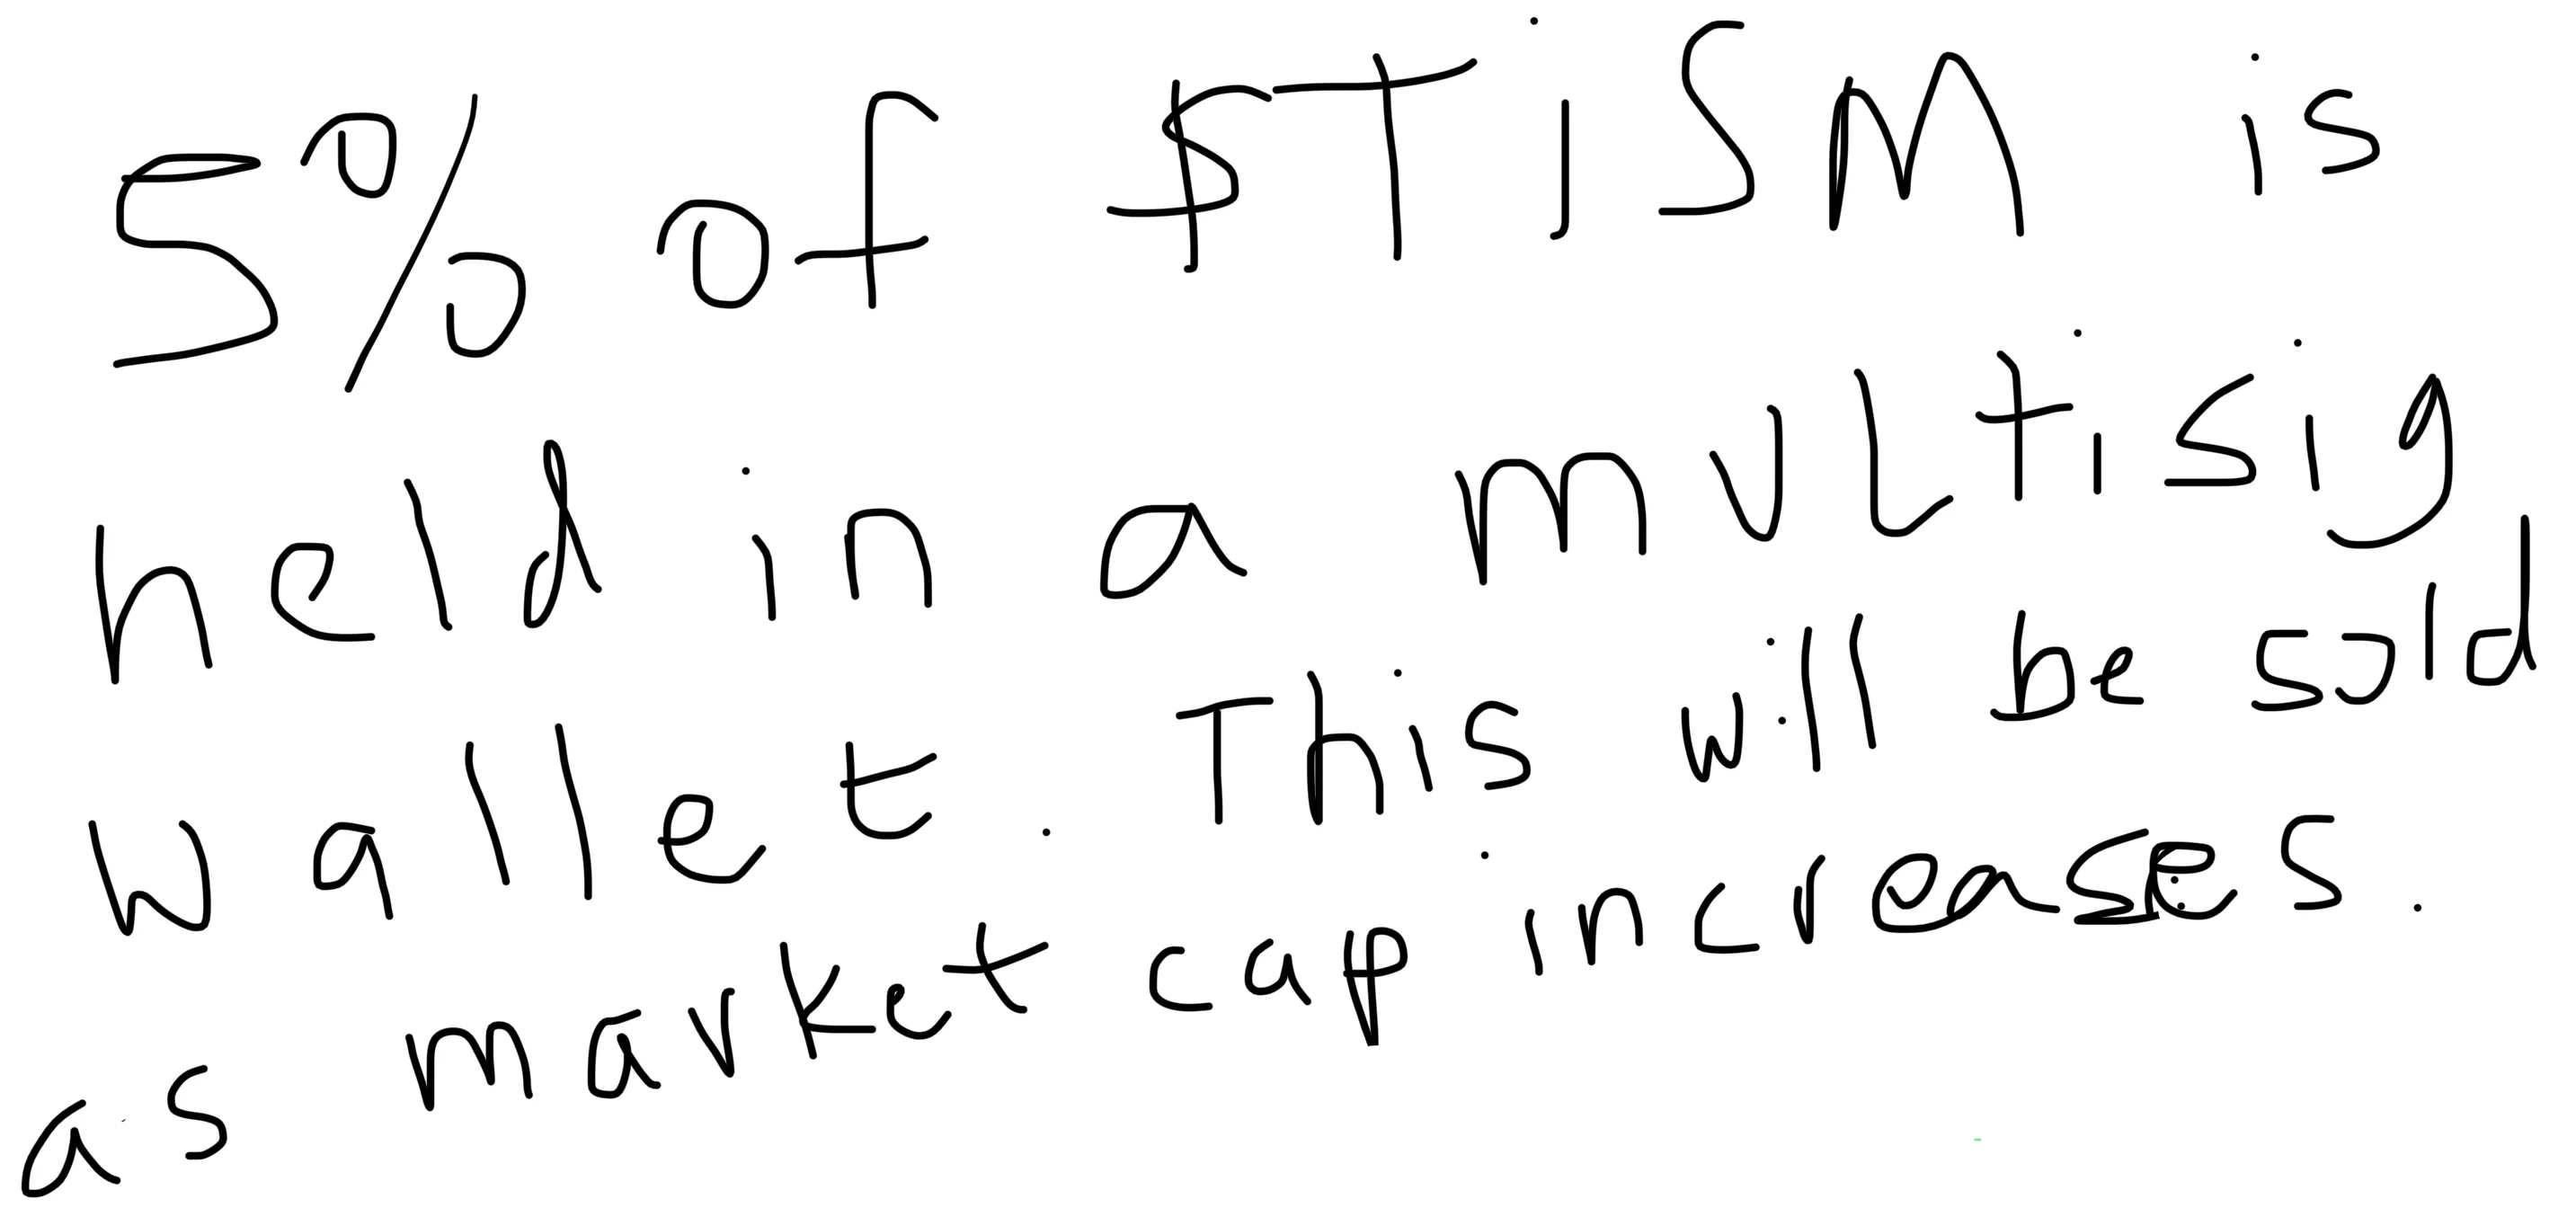 5% of $TiSM is
held in a multisig
wallet. This will be sold
as market cap increases.